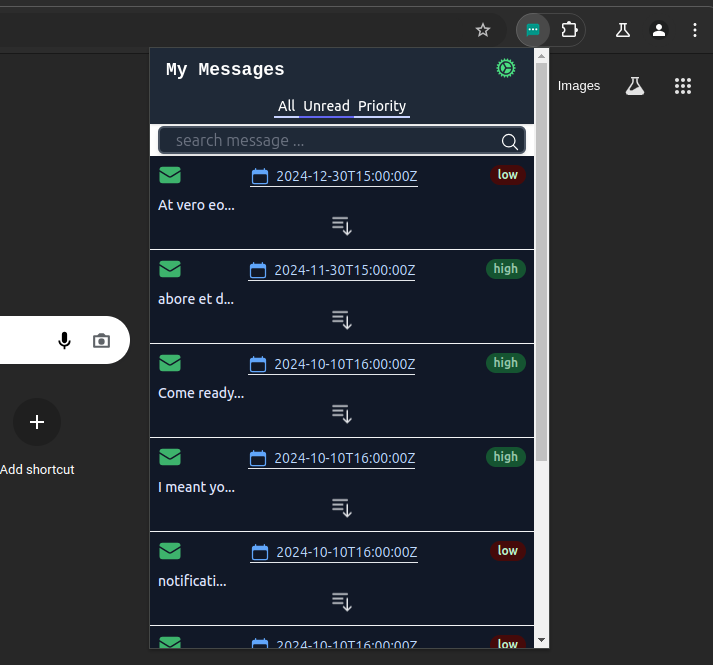 My Messages
Images
All Unread Priority
search message ...
2024-12-30T15:00:00Z low
At vero eo...
2024-11-30T15:00:00Z high
abore et d...
2024-10-10T16:00:00Z high
Come ready...
Add shortcut
2024-10-10T16:00:00Z high
I meant yo...
2024-10-10T16:00:00Z low
notificati...
2024-10-10T16:00:00Z low